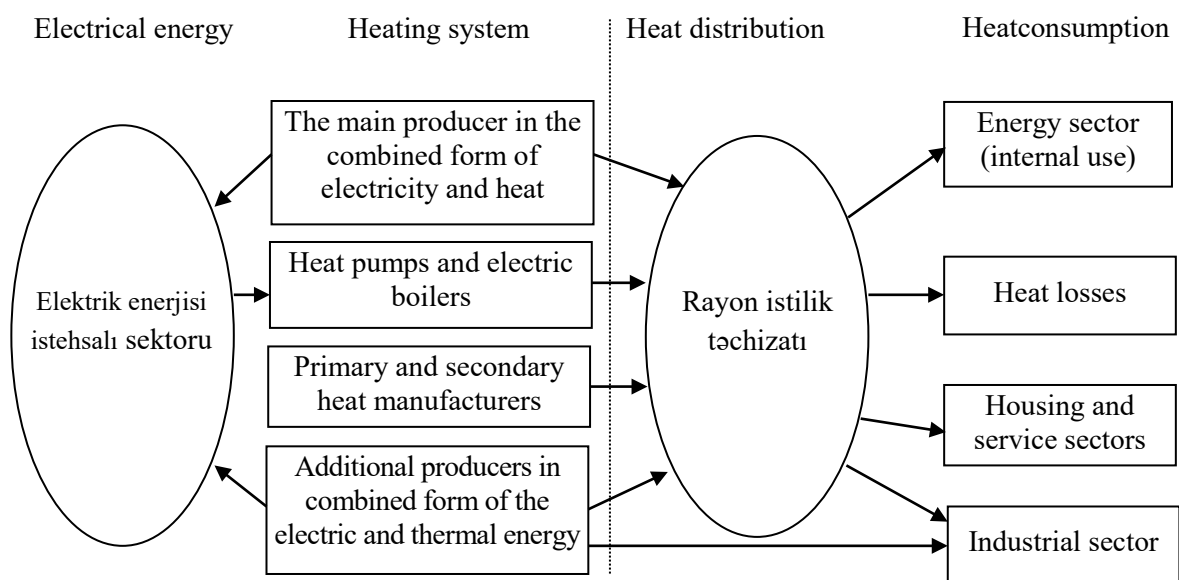 Electrical energy
Heating system
Heat distribution
Heatconsumption
The main producer in the
combined form of
electricity and heat
Energy sector
(internal use)
Heat pumps and electric
boilers
Heat losses
Elektrik enerjisi
istehsalı sektoru
Rayon istilik
təchizatı
Primary and secondary
heat manufacturers
Housing and
service sectors
Additional producers in
combined form of the
electric and thermal energy
Industrial sector